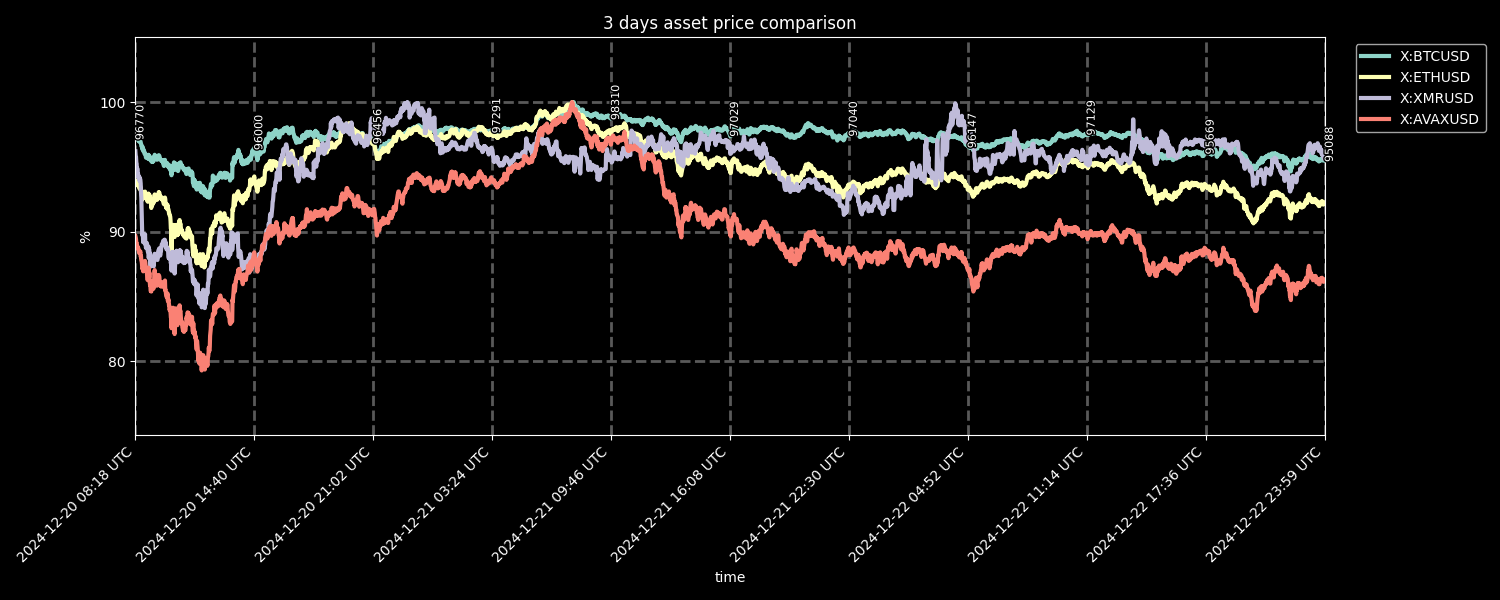 3 days asset price comparison
X:BTCUSD
X:ETHUSD
X:XMRUSD
X:AVAXUSD
100
90
80
%
96770
96000
96456
97291
98310
97029
97040
96147
97129
95669
95088
2024-12-20 08:18 UTC
2024-12-20 14:40 UTC
2024-12-20 21:02 UTC
2024-12-21 03:24 UTC
2024-12-21 09:46 UTC
2024-12-21 16:08 UTC
2024-12-21 22:30 UTC
2024-12-22 04:52 UTC
2024-12-22 11:14 UTC
2024-12-22 17:36 UTC
2024-12-22 23:59 UTC
time